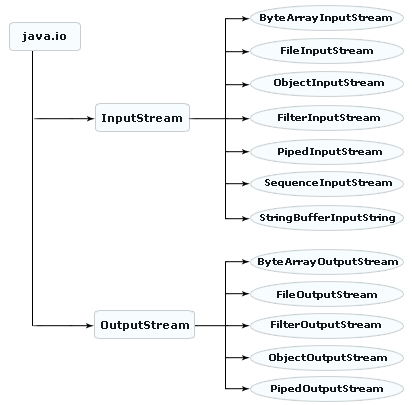 java.io
InputStream
ByteArrayInputStream
FileInputStream
ObjectInputStream
FilterInputStream
PipedInputStream
SequenceInputStream
StringBufferInputString
OutputStream
ByteArrayOutputStream
FileOutputStream
FilterOutputStream
ObjectOutputStream
PipedOutputStream